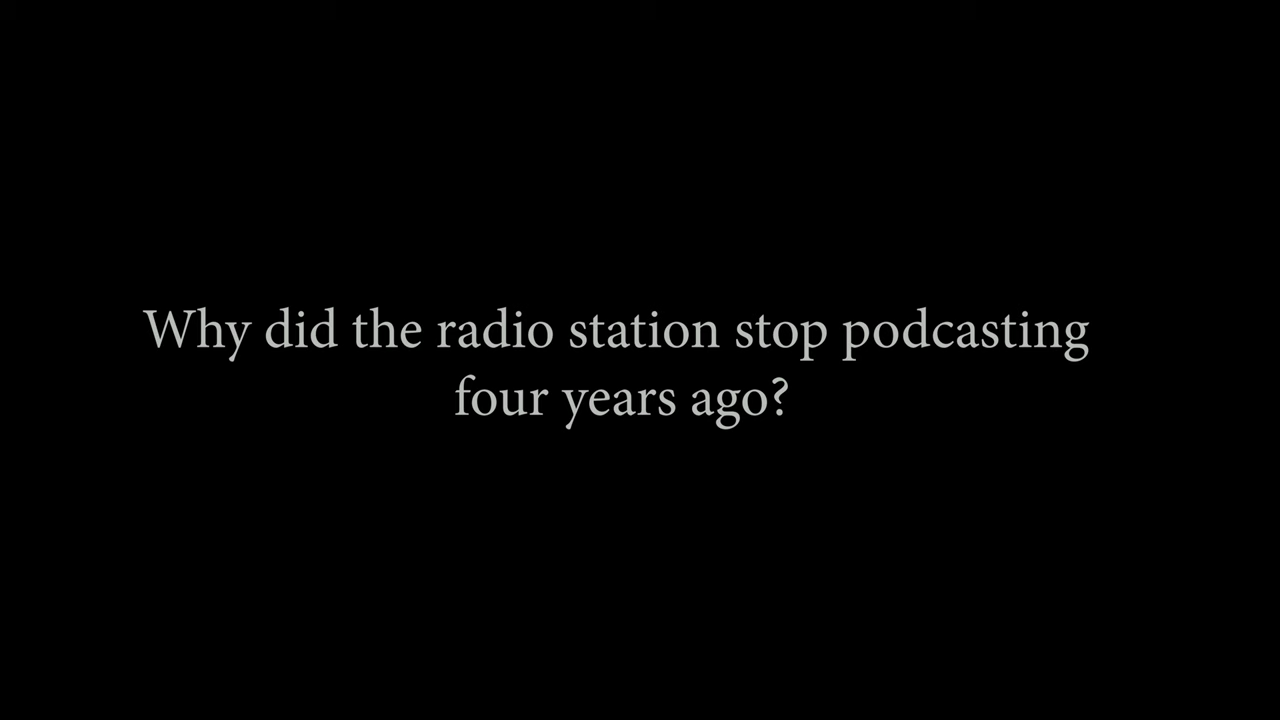 Why did the radio station stop podcasting
four years ago?